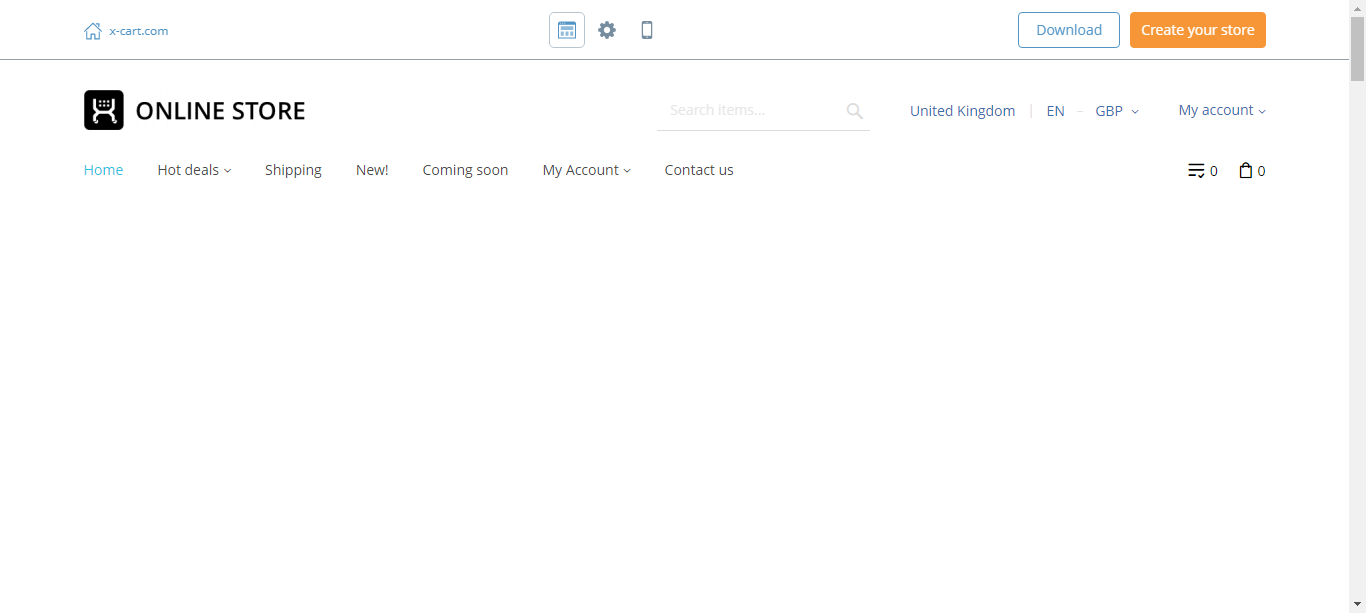 x-cart.com
Download
Create your store
ONLINE STORE
Search items...
United Kingdom | EN – GBP
My account
Home Hot deals Shipping New! Coming soon My Account Contact us
0 0